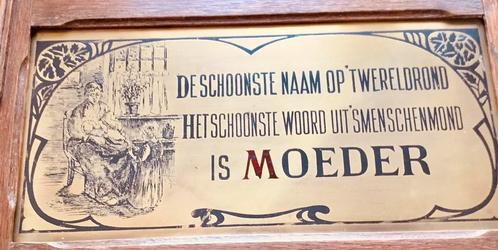 DE SCHOONSTE NAAM OP 'T WERELDROND
HET SCHOONSTE WOORD UIT 'S MENSCHENMOND
IS MOEDER